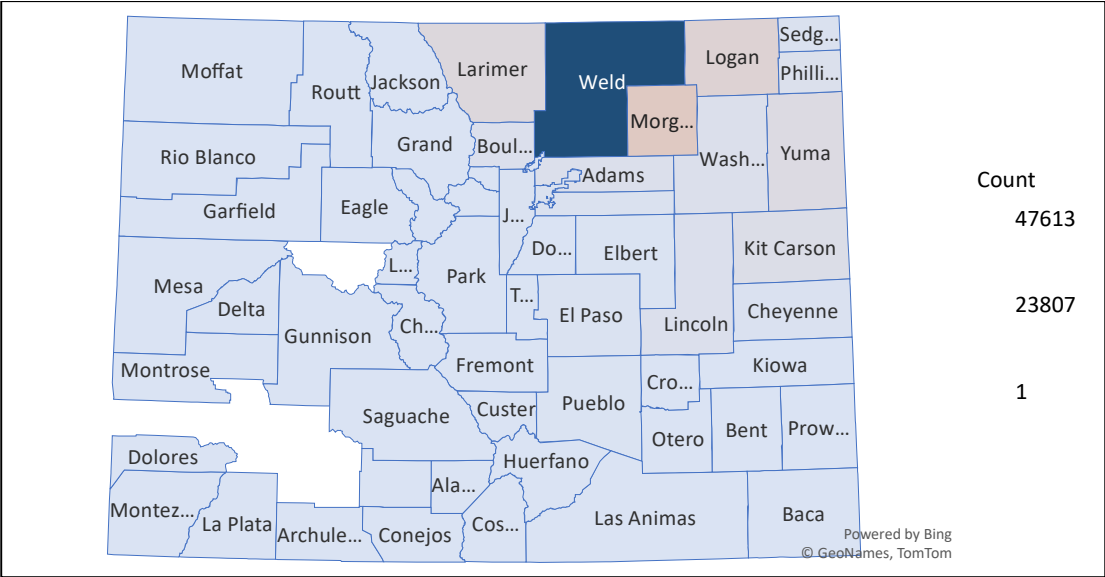 Sedg...
Moffat
Routt
Jackson
Larimer
Weld
Logan
Philli...
Morg...
Rio Blanco
Grand
Boul...
Wash...
Yuma
Adams
Garfield
Eagle
J...
Do...
Elbert
Kit Carson
Mesa
Delta
L...
Park
T...
El Paso
Lincoln
Cheyenne
Gunnison
Ch...
Montrose
Fremont
Kiowa
Saguache
Custer
Pueblo
Cro...
Otero
Bent
Prow...
Dolores
Huerfano
Montez...
La Plata
Archule...
Ala...
Conejos
Cos...
Las Animas
Baca
Count
47613
23807
1
Powered by Bing
© GeoNames, TomTom